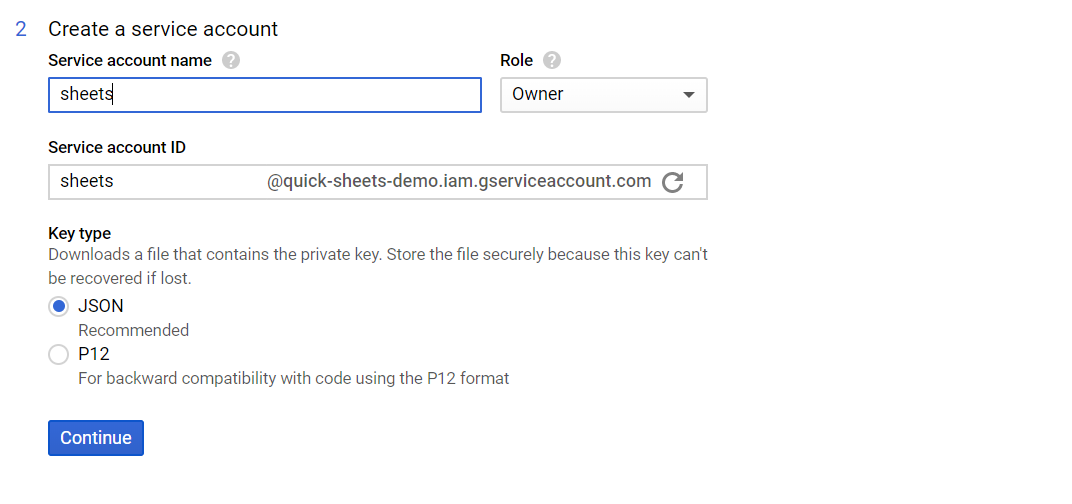 2 Create a service account
Service account name ? Role ?
sheets Owner
Service account ID
sheets @quick-sheets-demo.iam.gserviceaccount.com
Key type
Downloads a file that contains the private key. Store the file securely because this key can't
be recovered if lost.
JSON
Recommended
P12
For backward compatibility with code using the P12 format
Continue